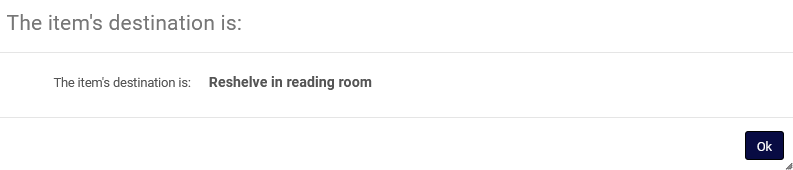 The item's destination is:
The item's destination is: Reshelve in reading room
Ok